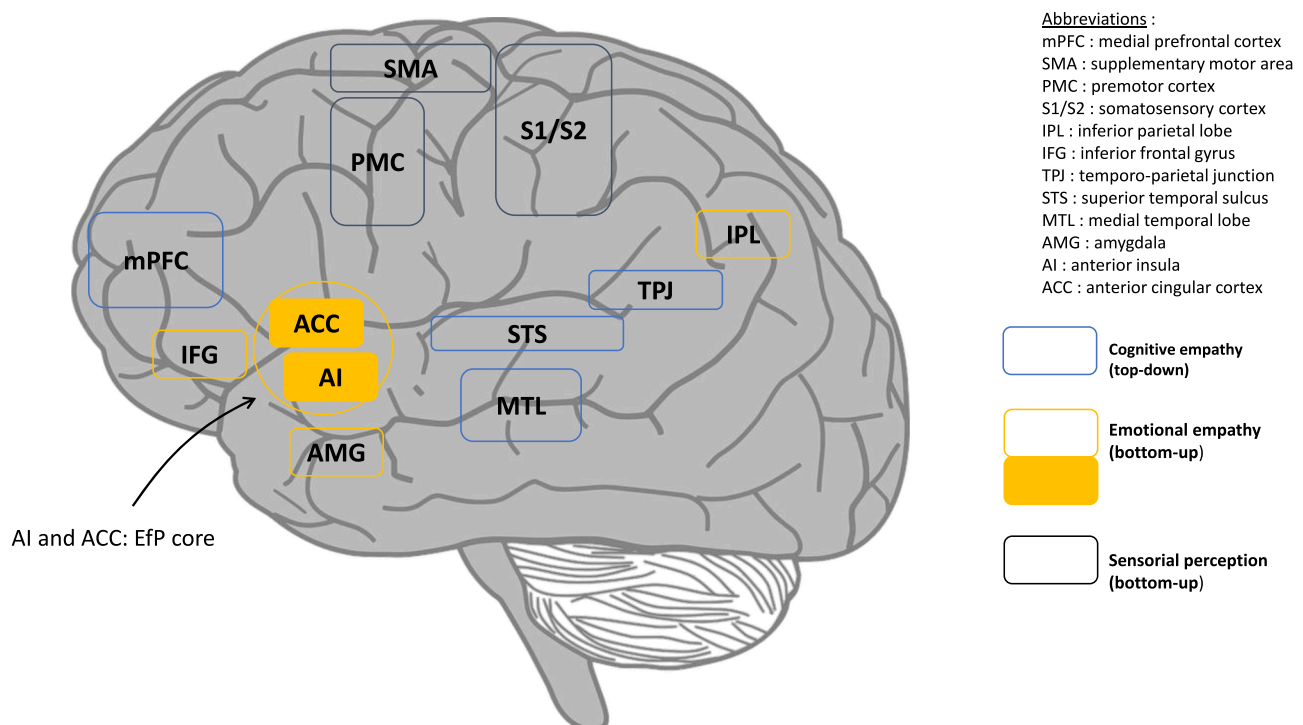 SMA
S1/S2
PMC
IPL
mPFC
TPJ
ACC
STS
IFG
AI
MTL
AMG
AI and ACC: EfP core
Abbreviations :
mPFC : medial prefrontal cortex
SMA : supplementary motor area
PMC : premotor cortex
S1/S2 : somatosensory cortex
IPL : inferior parietal lobe
IFG : inferior frontal gyrus
TPJ : temporo-parietal junction
STS : superior temporal sulcus
MTL : medial temporal lobe
AMG : amygdala
AI : anterior insula
ACC : anterior cingular cortex
Cognitive empathy
(top-down)
Emotional empathy
(bottom-up)
Sensorial perception
(bottom-up)